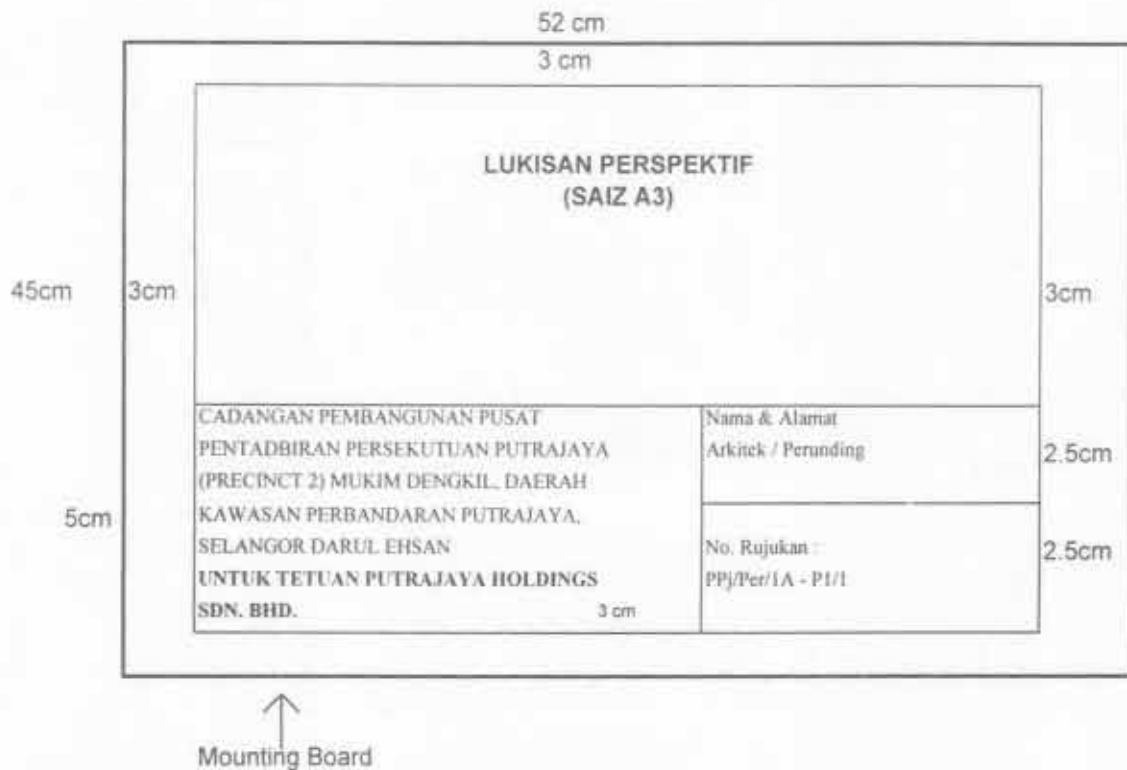 52 cm
3 cm
LUKISAN PERSPEKTIF
(SAIZ A3)
45cm
3cm
3cm
CADANGAN PEMBANGUNAN PUSAT
PENTADBIRAN PERSEKUTUAN PUTRAJAYA
(PRECINCT 2) MUKIM DENGKIL, DAERAH
KAWASAN PERBANDARAN PUTRAJAYA,
SELANGOR DARUL EHSAN
UNTUK TETUAN PUTRAJAYA HOLDINGS
SDN. BHD.
3 cm
5cm
Nama & Alamat
Arkitek / Perunding
2.5cm
No. Rujukan :
PPj/Per/1A - P1/1
2.5cm
Mounting Board